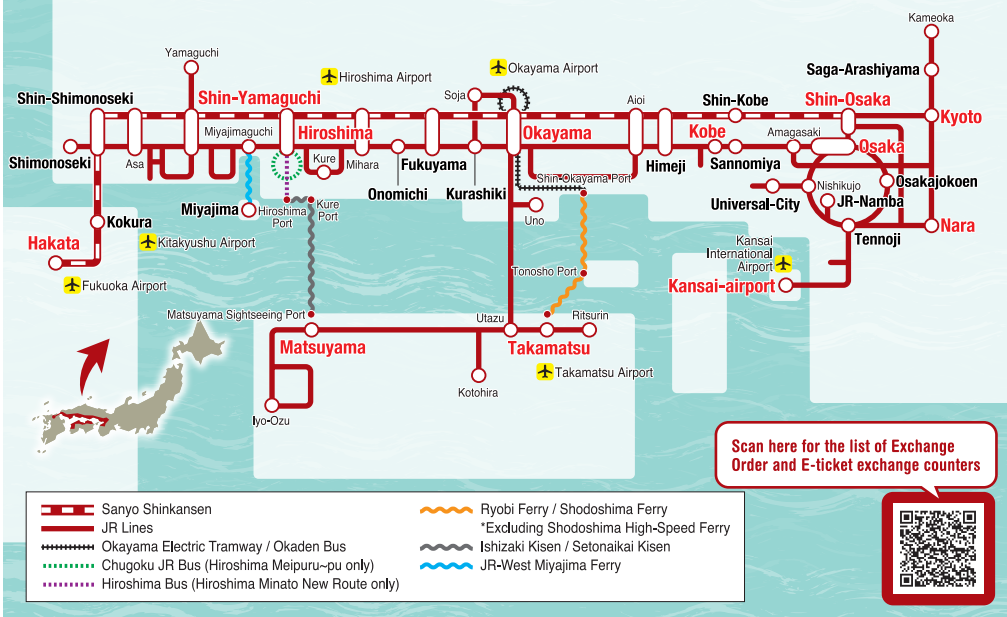 Kameoka
Yamaguchi
Saga-Arashiyama
Hiroshima Airport
Okayama Airport
Soja
Aioi
Shin-Shimonoseki
Shin-Yamaguchi
Shin-Kobe
Shin-Osaka
Kyoto
Miyajimaguchi
Hiroshima
Okayama
Kobe
Amagasaki
Osaka
Shimonoseki
Asa
Kure
Mihara
Fukuyama
Himeji
Sannomiya
Onomichi
Kurashiki
Shin-Okayama Port
Nishikujo
Osakajokoen
Universal-City
JR-Namba
Miyajima
Hiroshima
Port
Kure
Port
Uno
Kokura
Tennoji
Nara
Hakata
Kitakyushu Airport
Kansai
International
Airport
Tonosho Port
Fukuoka Airport
Kansai-airport
Matsuyama Sightseeing Port
Utazu
Ritsurin
Matsuyama
Takamatsu
Takamatsu Airport
Kotohira
Iyo-Ozu
Scan here for the list of Exchange
Order and E-ticket exchange counters
Sanyo Shinkansen
JR Lines
Okayama Electric Tramway / Okaden Bus
Chugoku JR Bus (Hiroshima Meipuru~pu only)
Hiroshima Bus (Hiroshima Minato New Route only)
Ryobi Ferry / Shodoshima Ferry
*Excluding Shodoshima High-Speed Ferry
Ishizaki Kisen / Setonaikai Kisen
JR-West Miyajima Ferry